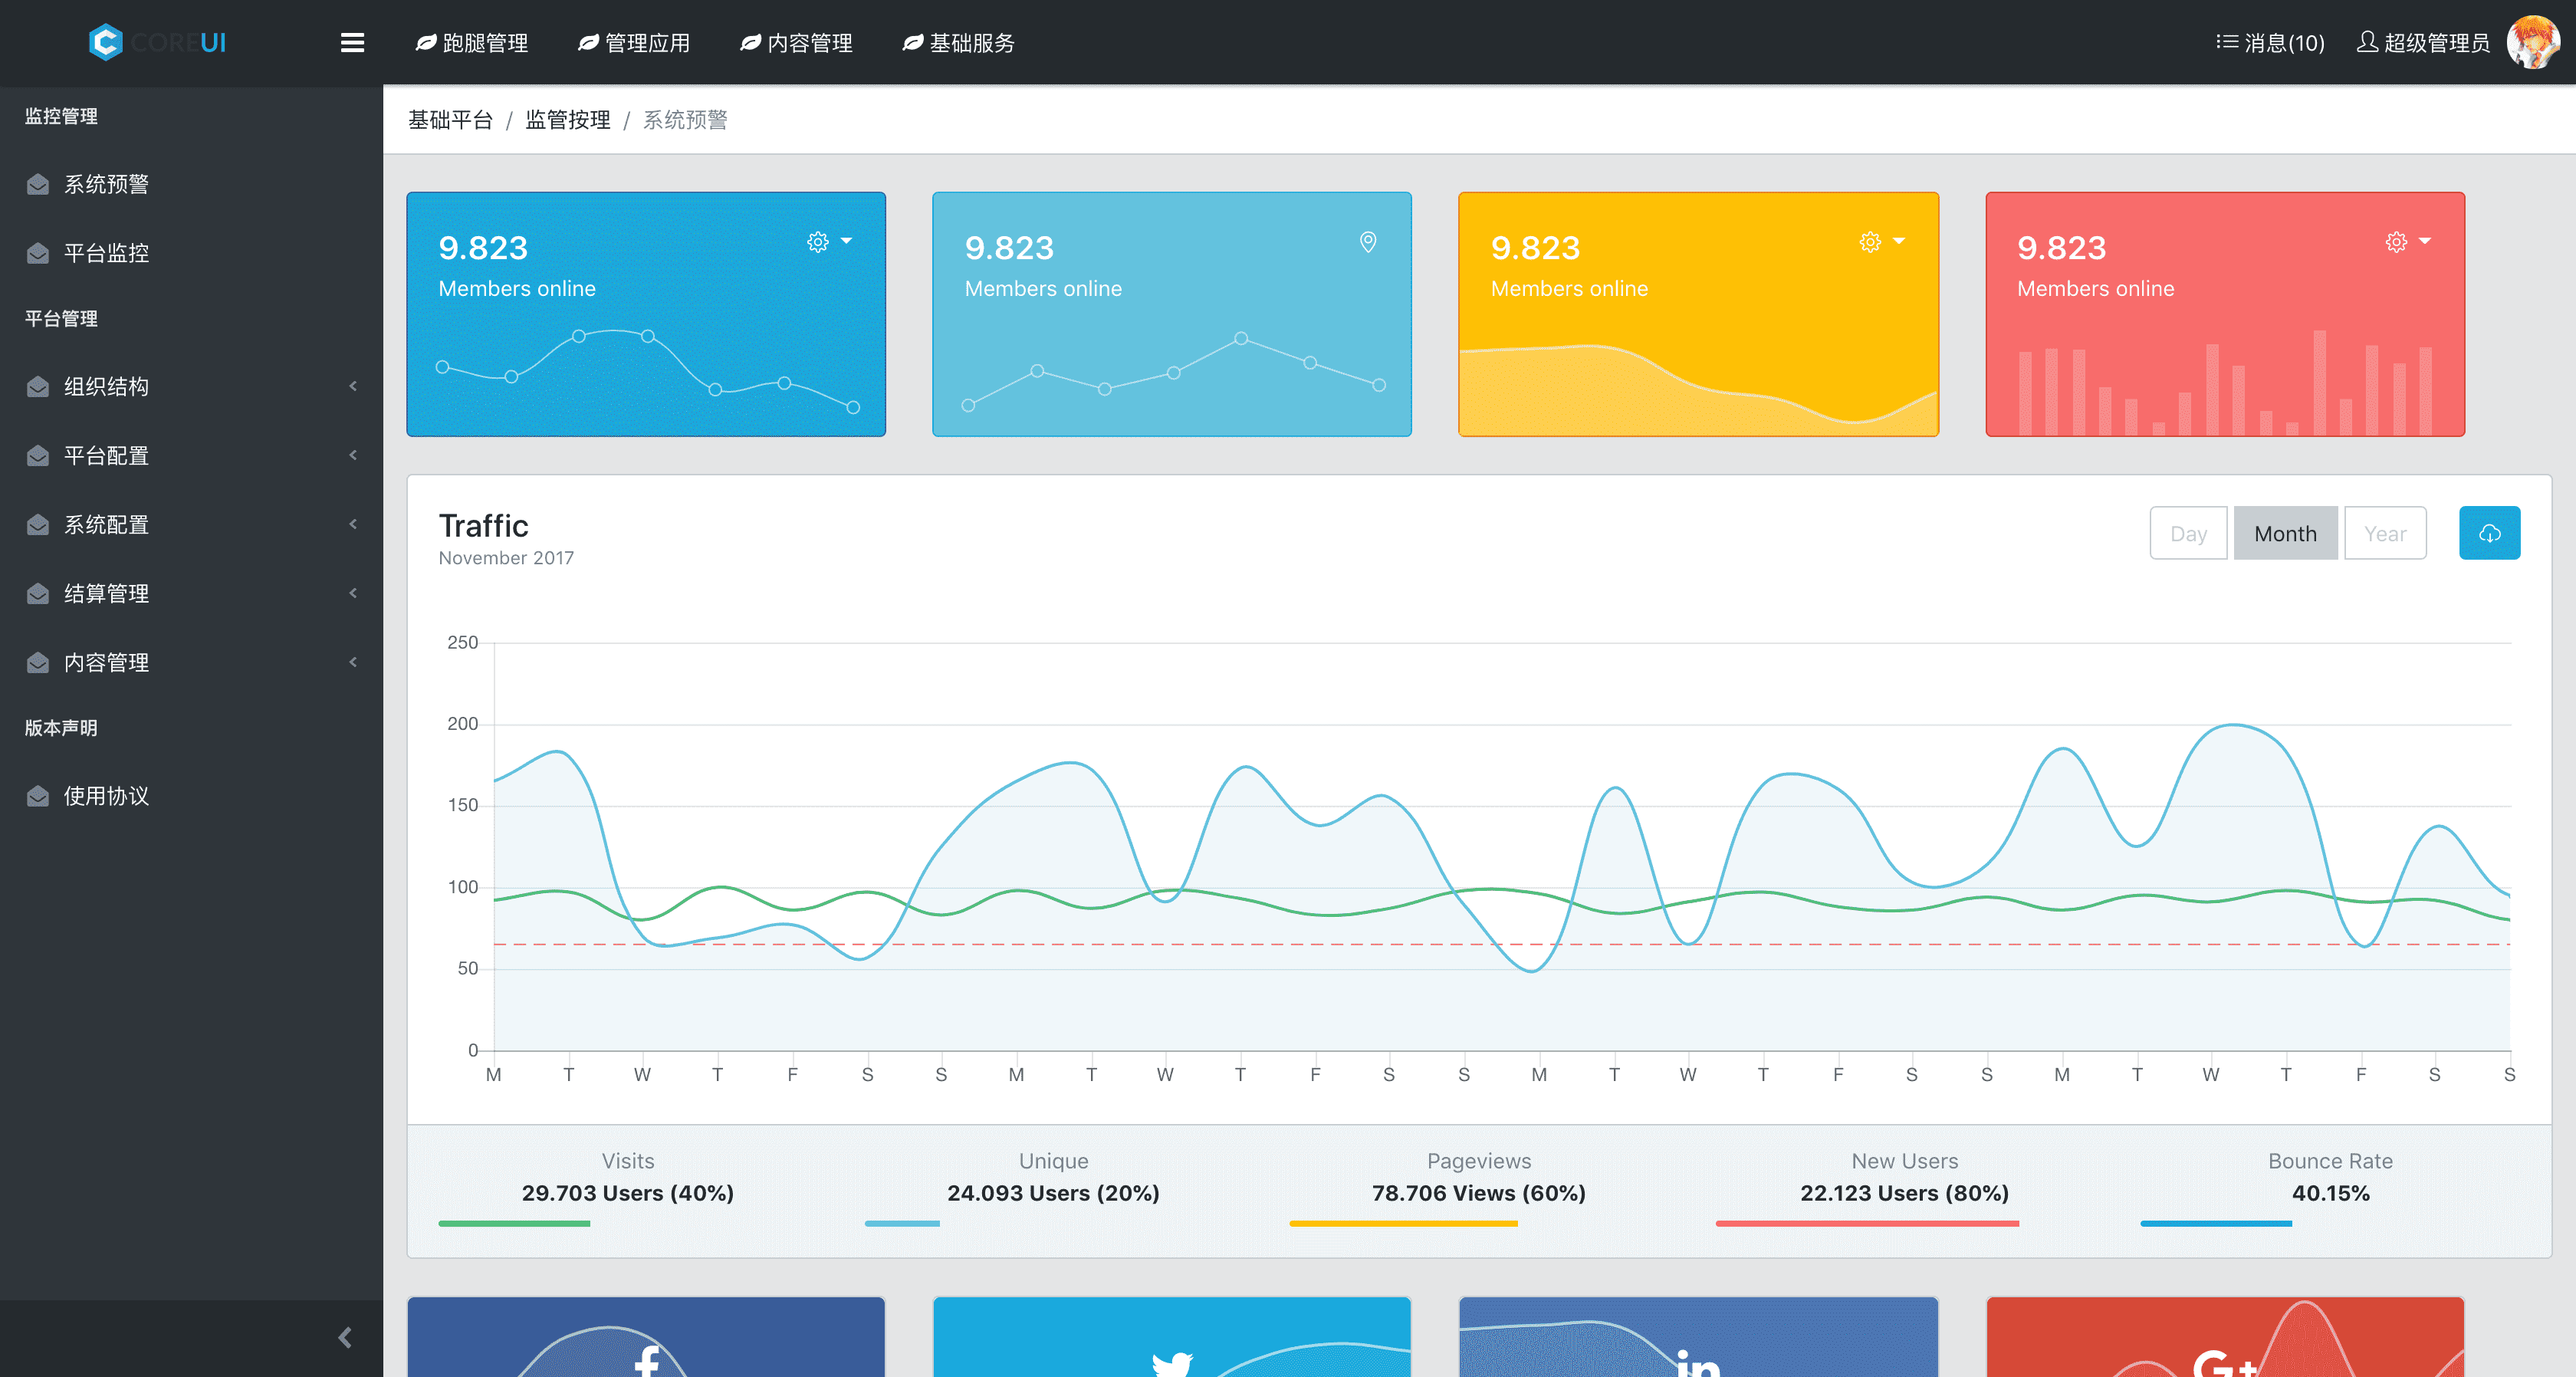 COREUI
跑腿管理 管理应用 内容管理 基础服务
消息(10) 超级管理员
监控管理
系统预警
平台监控
平台管理
组织结构
平台配置
系统配置
结算管理
内容管理
版本声明
使用协议
基础平台 / 监管按理 / 系统预警
9.823
Members online
9.823
Members online
9.823
Members online
9.823
Members online
Traffic
November 2017
Day Month Year
250
200
150
100
50
0
M T W T F S S M T W T F S S M T W T F S S M T W T F S S
Visits
29.703 Users (40%)
Unique
24.093 Users (20%)
Pageviews
78.706 Views (60%)
New Users
22.123 Users (80%)
Bounce Rate
40.15%
f
in
G+